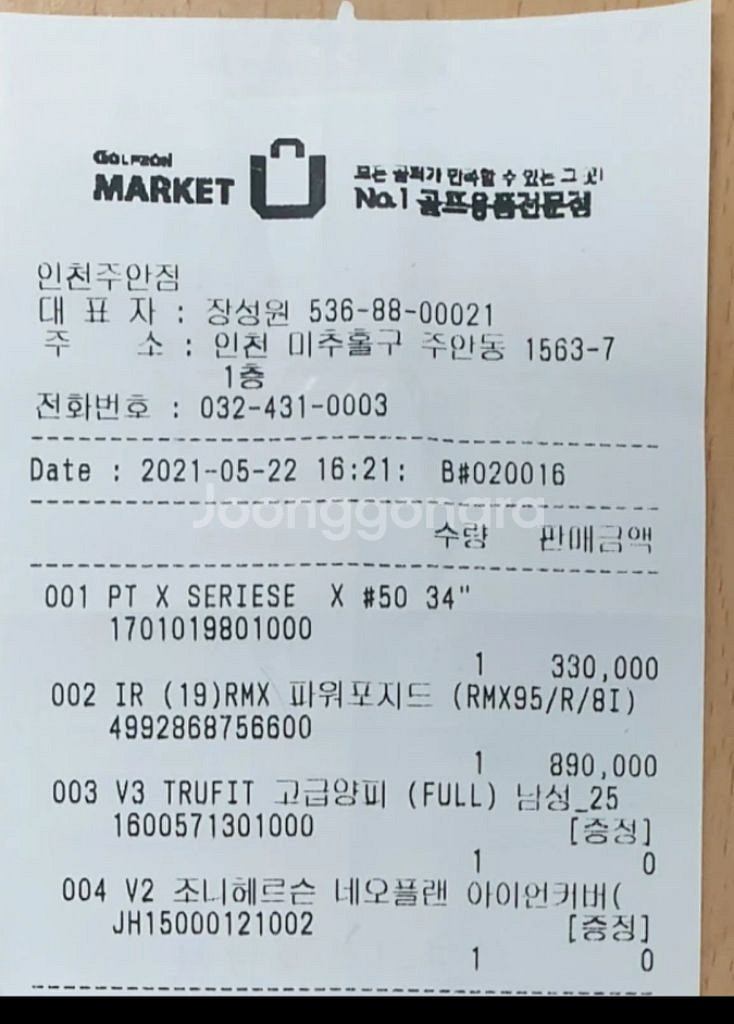 GOLFZON
MARKET
모든 골퍼가 만족할 수 있는 그 곳!
No.1 골프용품전문점
인천주안점
대 표 자 : 장성원 536-88-00021
주 소 : 인천 미추홀구 주안동 1563-7
1층
전화번호 : 032-431-0003
Date : 2021-05-22 16:21: B#020016
Joonggonara
수량 판매금액
001 PT X SERIESE X #50 34"
1701019801000
1 330,000
002 IR (19)RMX 파워포지드 (RMX95/R/8I)
4992868756600
1 890,000
003 V3 TRUFIT 고급양피 (FULL) 남성_25
1600571301000 [증정]
1 0
004 V2 조니헤르슨 네오플랜 아이언커버(
JH15000121002 [증정]
1 0